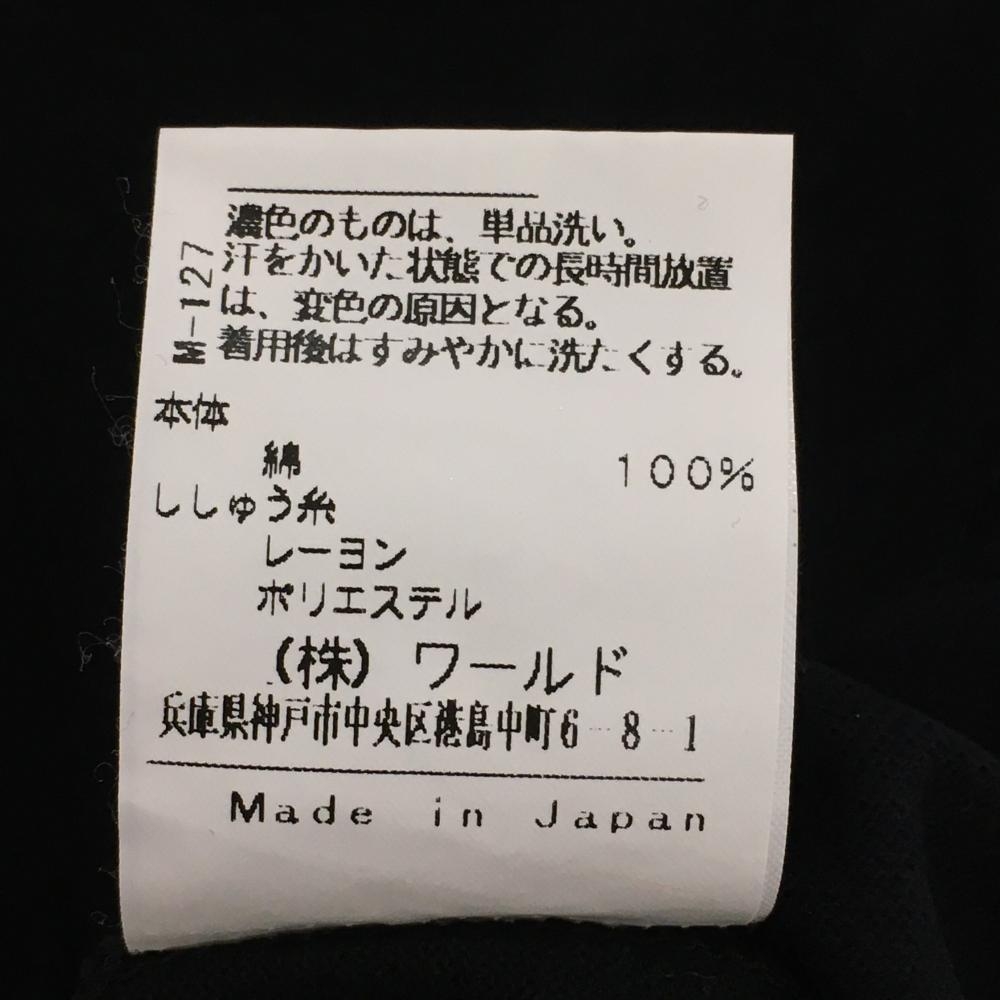 濃色のものは、単品洗い。
汗をかいた状態での長時間放置
は、変色の原因となる。
着用後はすみやかに洗たくする。
M-127
本体
綿 100%
ししゅう糸
レーヨン
ポリエステル
(株) ワールド
兵庫県神戸市中央区港島中町6-8-1
Made in Japan